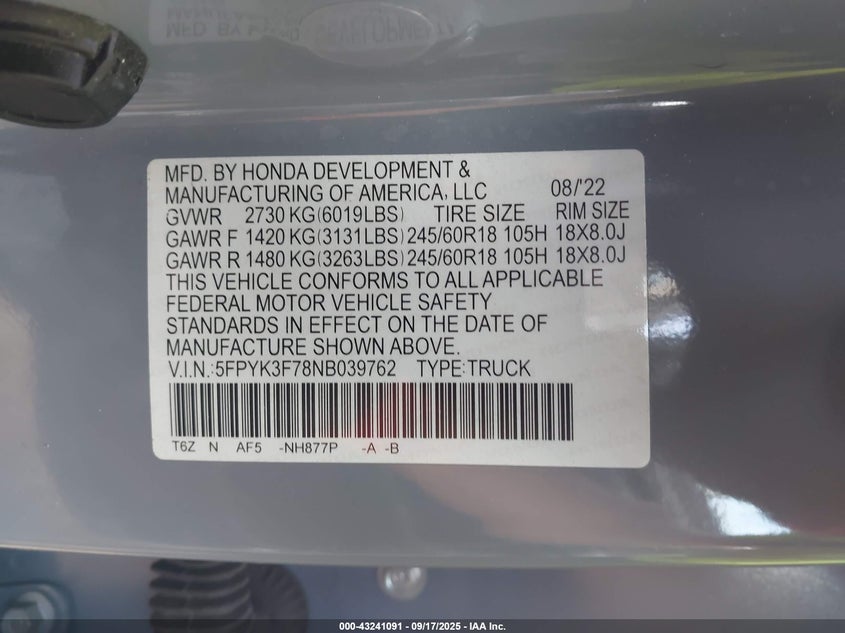 MFD. BY HONDA DEVELOPMENT &
MANUFACTURING OF AMERICA, LLC 08/'22
GVWR 2730 KG(6019LBS) TIRE SIZE RIM SIZE
GAWR F 1420 KG(3131LBS) 245/60R18 105H 18X8.0J
GAWR R 1480 KG(3263LBS) 245/60R18 105H 18X8.0J
THIS VEHICLE CONFORMS TO ALL APPLICABLE
FEDERAL MOTOR VEHICLE SAFETY
STANDARDS IN EFFECT ON THE DATE OF
MANUFACTURE SHOWN ABOVE.
V.I.N.:5FPYK3F78NB039762 TYPE:TRUCK
T6Z N AF5 -NH877P -A -B
000-43241091 - 09/17/2025 - IAA Inc.